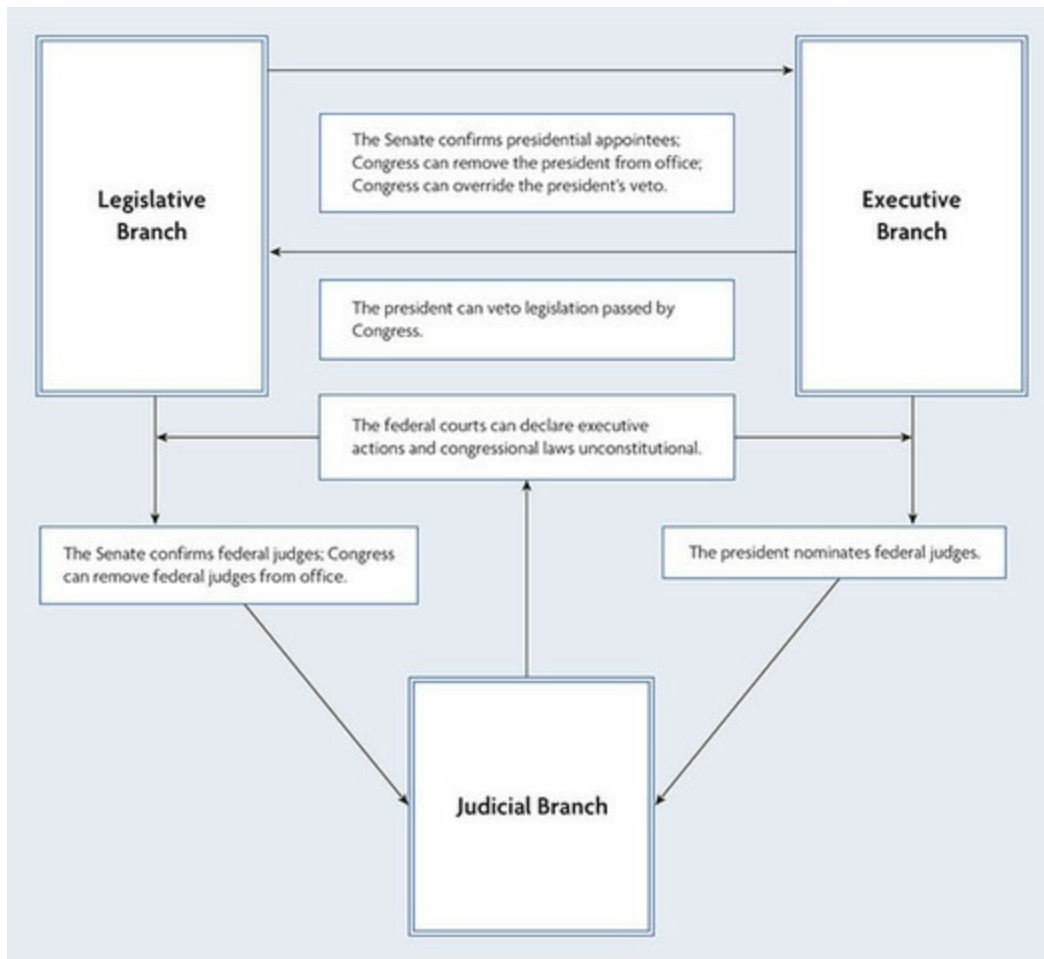 Legislative
Branch
The Senate confirms presidential appointees;
Congress can remove the president from office;
Congress can override the president's veto.
Executive
Branch
The president can veto legislation passed by
Congress.
The federal courts can declare executive
actions and congressional laws unconstitutional.
The Senate confirms federal judges; Congress
can remove federal judges from office.
The president nominates federal judges.
Judicial Branch